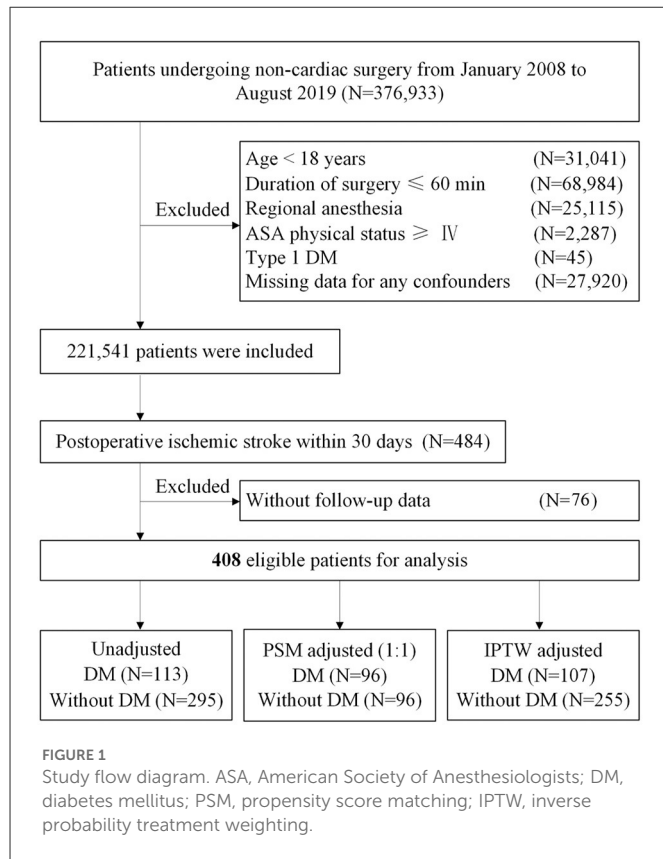 Patients undergoing non-cardiac surgery from January 2008 to
August 2019 (N=376,933)
Excluded
Age < 18 years (N=31,041)
Duration of surgery ≤ 60 min (N=68,984)
Regional anesthesia (N=25,115)
ASA physical status ≥ Ⅳ (N=2,287)
Type 1 DM (N=45)
Missing data for any confounders (N=27,920)
221,541 patients were included
Postoperative ischemic stroke within 30 days (N=484)
Excluded
Without follow-up data (N=76)
408 eligible patients for analysis
Unadjusted
DM (N=113)
Without DM (N=295)
PSM adjusted (1:1)
DM (N=96)
Without DM (N=96)
IPTW adjusted
DM (N=107)
Without DM (N=255)
FIGURE 1
Study flow diagram. ASA, American Society of Anesthesiologists; DM,
diabetes mellitus; PSM, propensity score matching; IPTW, inverse
probability treatment weighting.